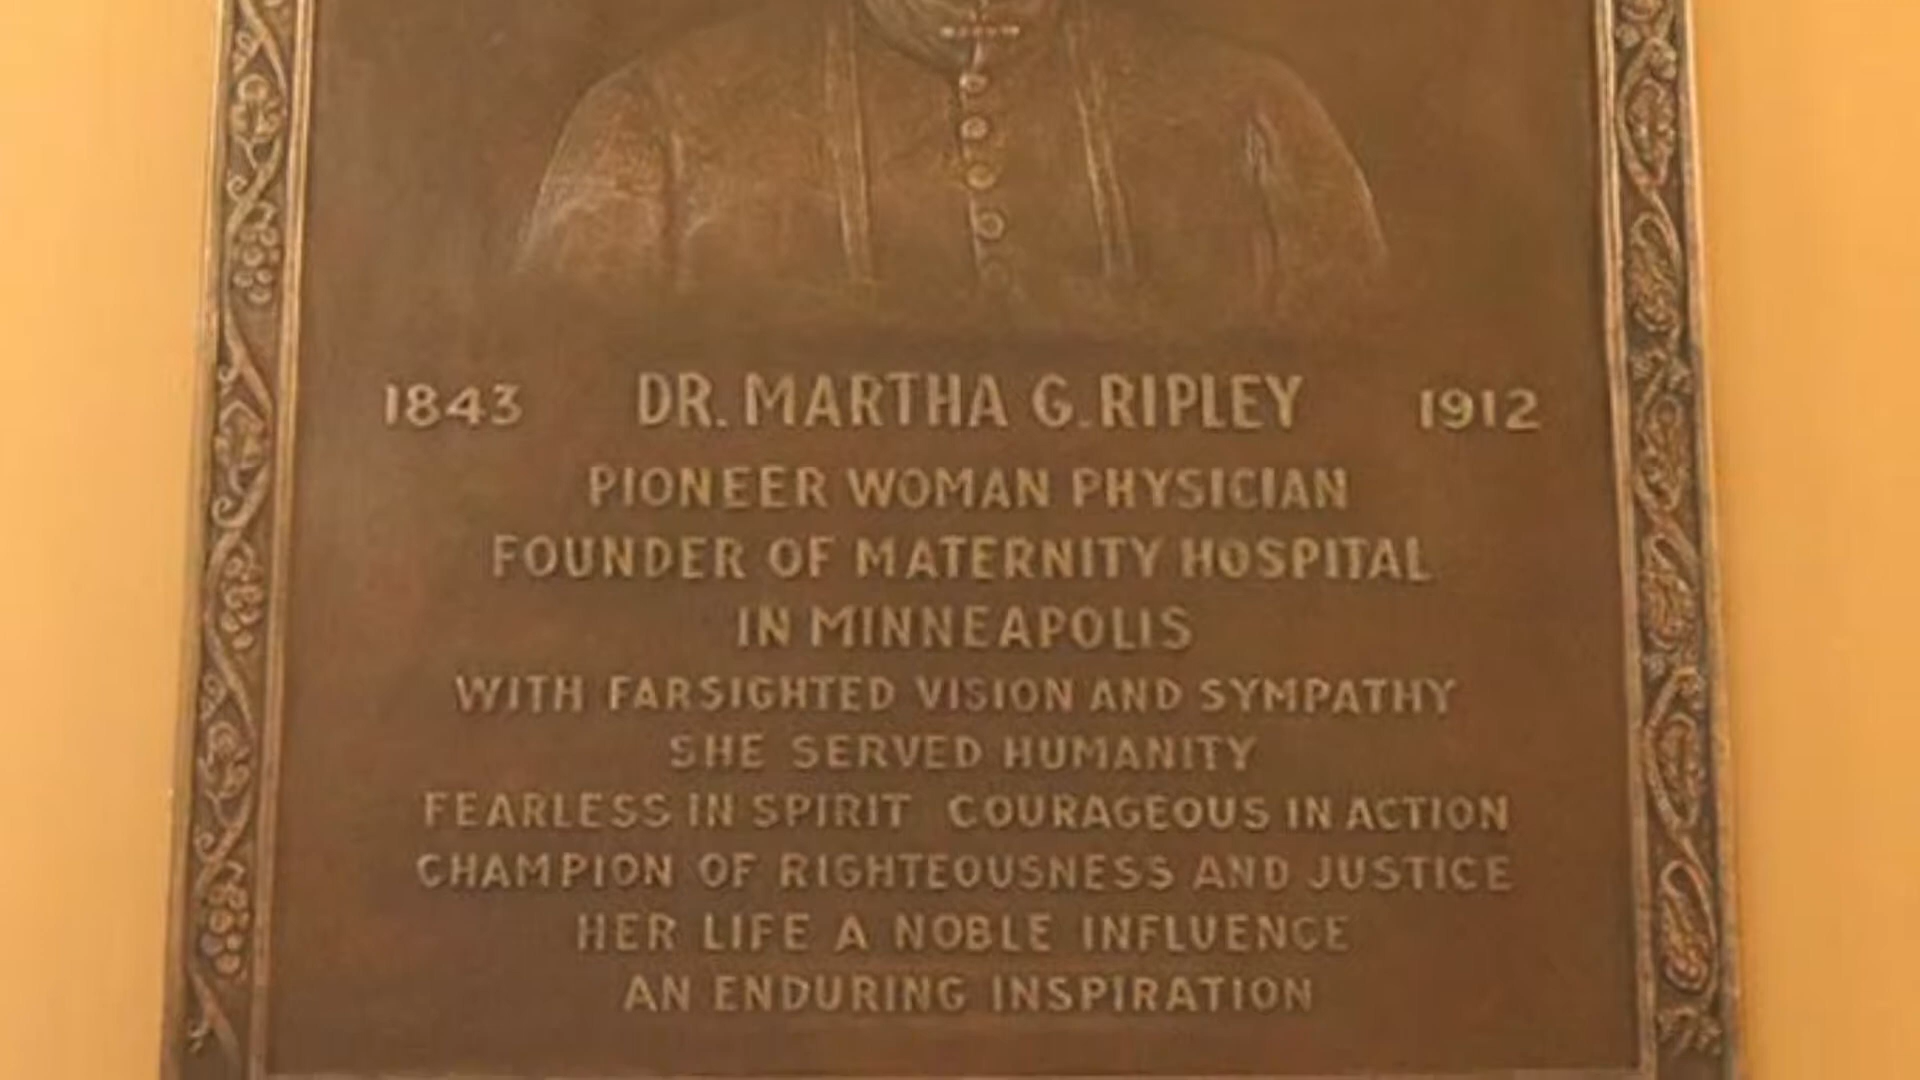 1843 DR. MARTHA G. RIPLEY 1912
PIONEER WOMAN PHYSICIAN
FOUNDER OF MATERNITY HOSPITAL
IN MINNEAPOLIS
WITH FARSIGHTED VISION AND SYMPATHY
SHE SERVED HUMANITY
FEARLESS IN SPIRIT COURAGEOUS IN ACTION
CHAMPION OF RIGHTEOUSNESS AND JUSTICE
HER LIFE A NOBLE INFLUENCE
AN ENDURING INSPIRATION